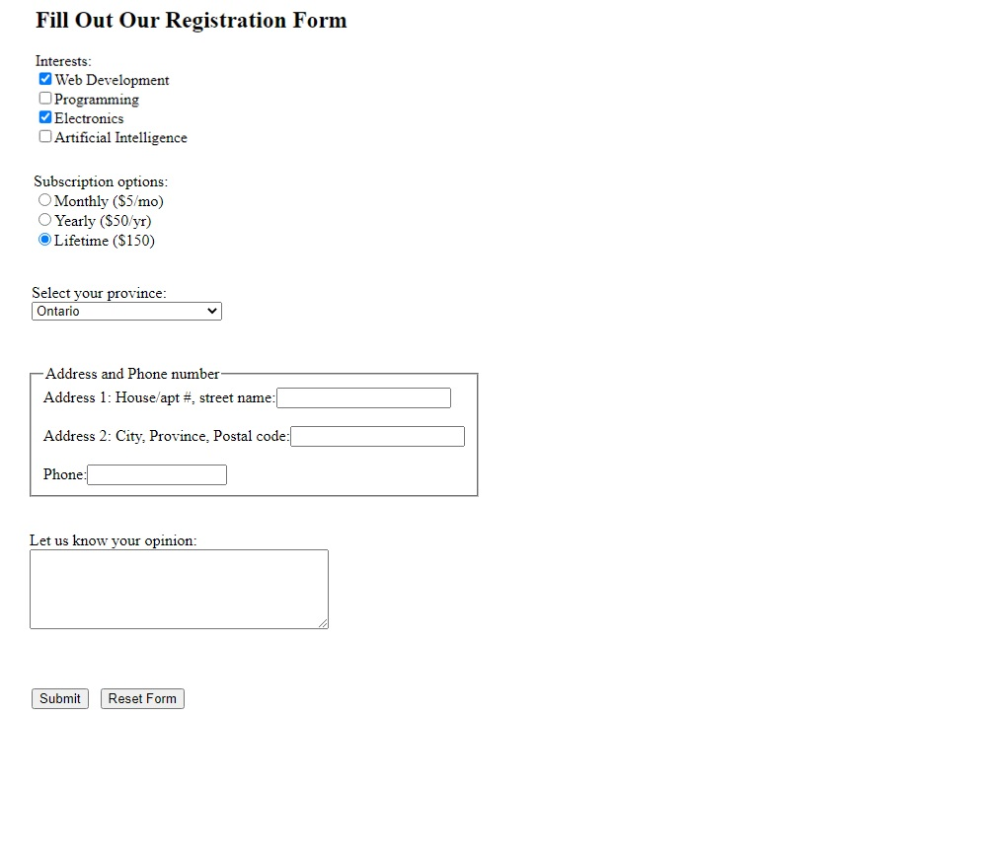 Fill Out Our Registration Form
Interests:
Web Development
Programming
Electronics
Artificial Intelligence
Subscription options:
Monthly ($5/mo)
Yearly ($50/yr)
Lifetime ($150)
Select your province:
Ontario
Address and Phone number
Address 1: House/apt #, street name:
Address 2: City, Province, Postal code:
Phone:
Let us know your opinion:
Submit Reset Form